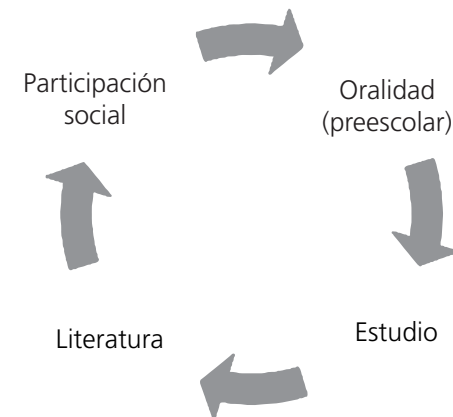 Participación
social
Oralidad
(preescolar)
Estudio
Literatura